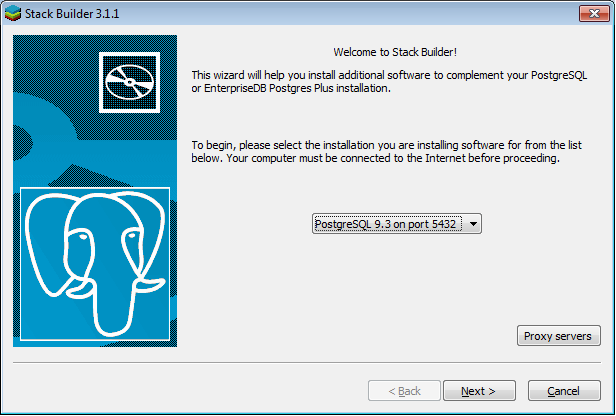 Stack Builder 3.1.1
Welcome to Stack Builder!
This wizard will help you install additional software to complement your PostgreSQL
or EnterpriseDB Postgres Plus installation.
To begin, please select the installation you are installing software for from the list
below. Your computer must be connected to the Internet before proceeding.
PostgreSQL 9.3 on port 5432
Proxy servers
< Back
Next >
Cancel